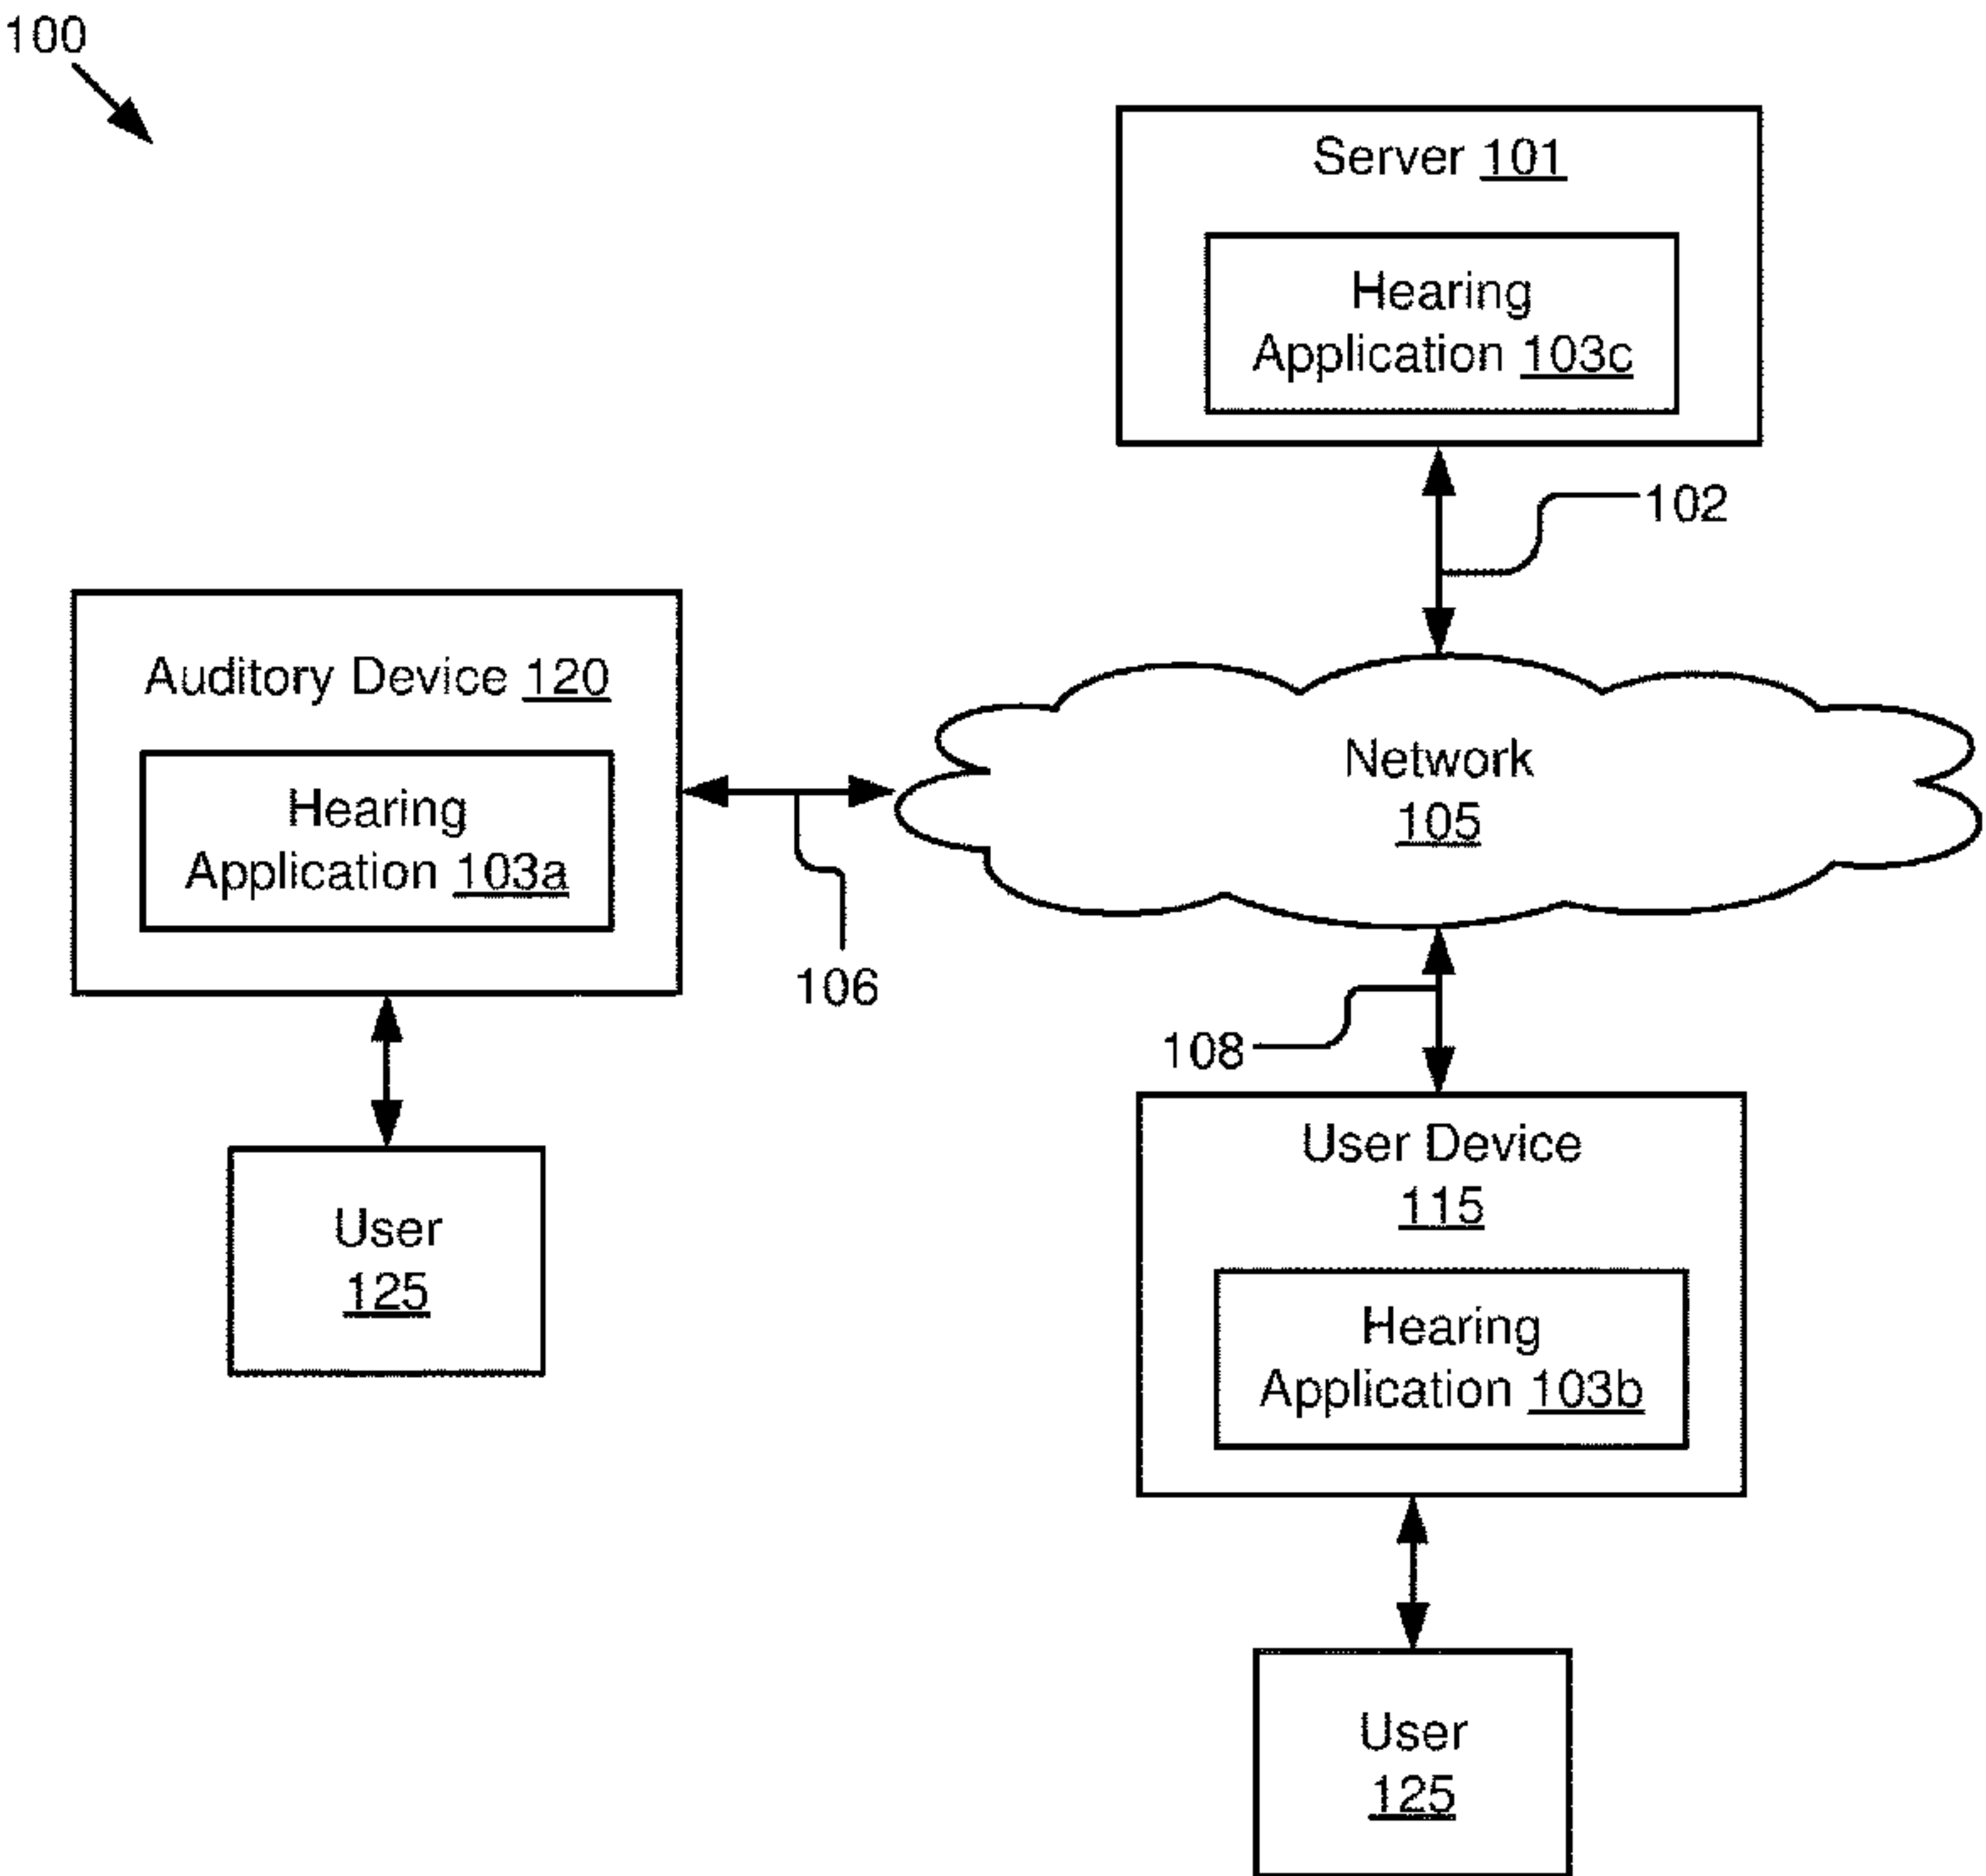 100
Server 101
Hearing
Application 103c
102
Auditory Device 120
Hearing
Application 103a
Network
105
106
108
User Device
115
User
125
Hearing
Application 103b
User
125